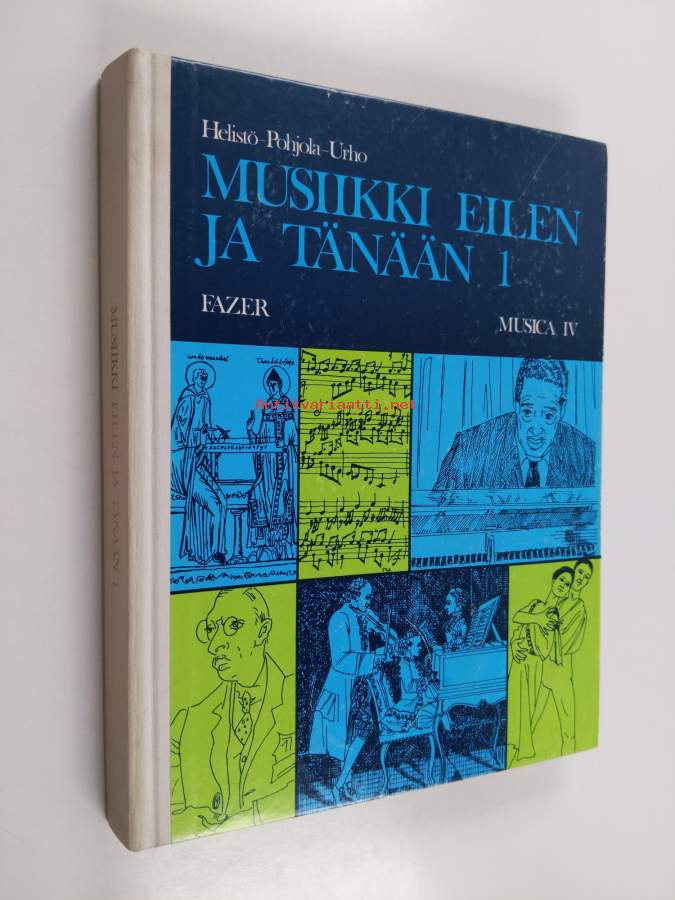 Helistö-Pohjola-Urho
MUSIIKKI EILEN
JA TÄNÄÄN 1
FAZER
MUSICA IV
antikvariaatti.net
MUSIIKKI EILEN JA TÄNÄÄN 1